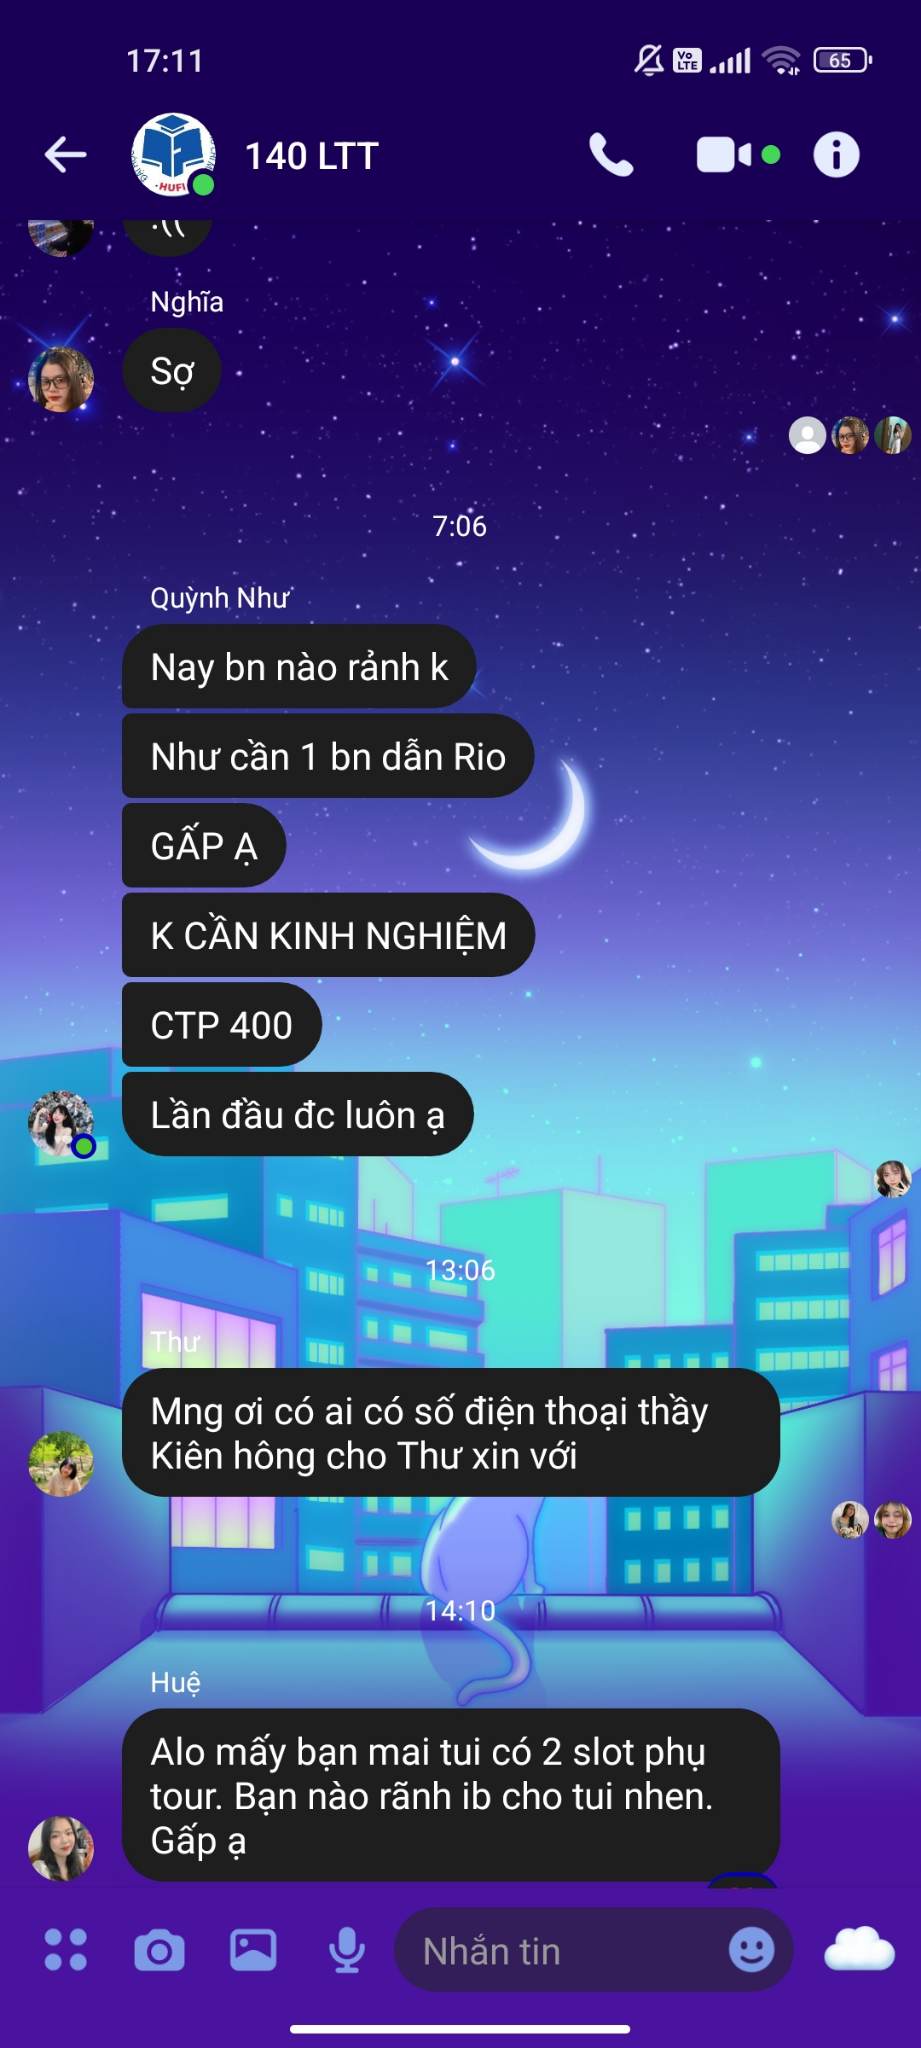 17:11
Vo
LTE
65
HUFI
140 LTT
:((
Nghĩa
Sợ
7:06
Quỳnh Như
Nay bn nào rảnh k
Như cần 1 bn dẫn Rio
GẤP Ạ
K CẦN KINH NGHIỆM
CTP 400
Lần đầu đc luôn ạ
13:06
Thư
Mng ơi có ai có số điện thoại thầy
Kiên hông cho Thư xin với
14:10
Huệ
Alo mấy bạn mai tui có 2 slot phụ
tour. Bạn nào rãnh ib cho tui nhen.
Gấp ạ
Nhắn tin